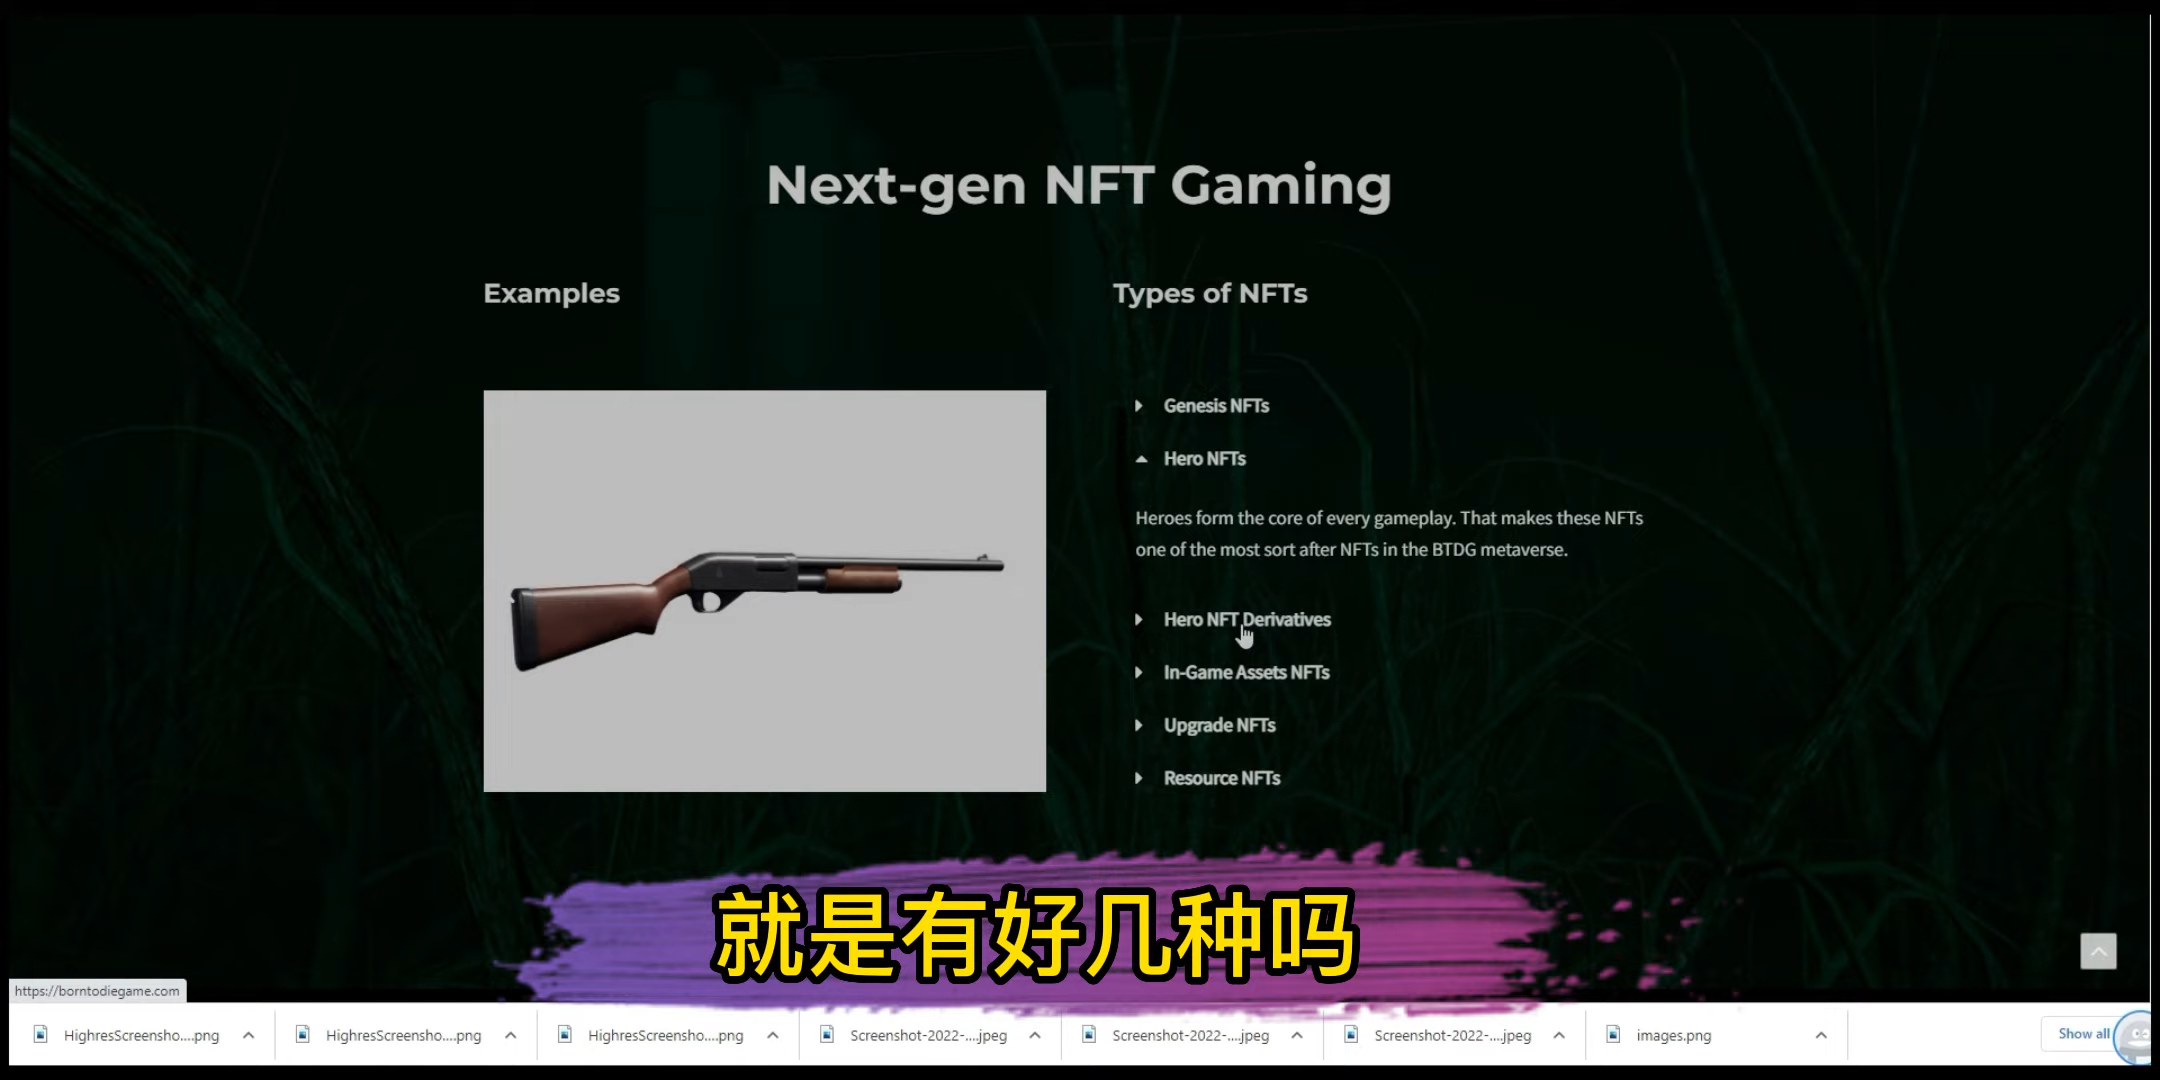 Next-gen NFT Gaming
Examples
Types of NFTs
Genesis NFTs
Hero NFTs
Heroes form the core of every gameplay. That makes these NFTs
one of the most sort after NFTs in the BTDG metaverse.
Hero NFT Derivatives
In-Game Assets NFTs
Upgrade NFTs
Resource NFTs
就是有好几种吗
https://borntodiegame.com
HighresScreensho....png
HighresScreensho....png
HighresScreensho....png
Screenshot-2022-....jpeg
Screenshot-2022-....jpeg
Screenshot-2022-....jpeg
images.png
Show all